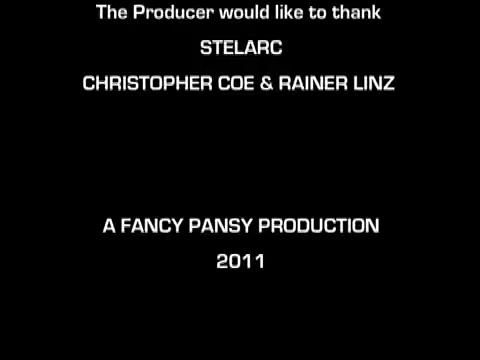 The Producer would like to thank
STELARC
CHRISTOPHER COE & RAINER LINZ
A FANCY PANSY PRODUCTION
2011